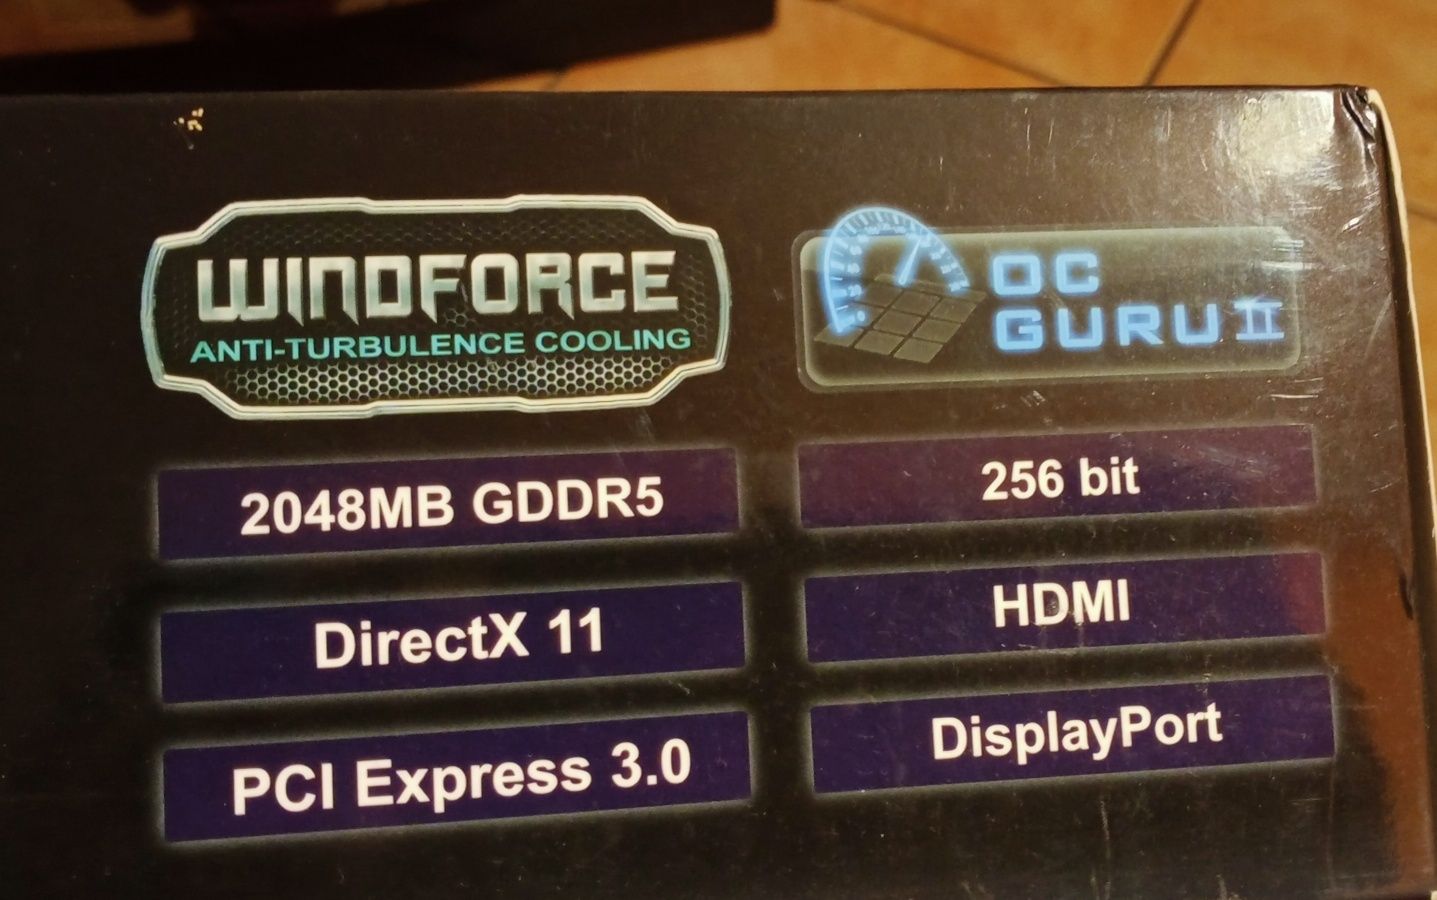 WINDFORCE
ANTI-TURBULENCE COOLING
OC
GURU II
2048MB GDDR5
256 bit
DirectX 11
HDMI
PCI Express 3.0
DisplayPort